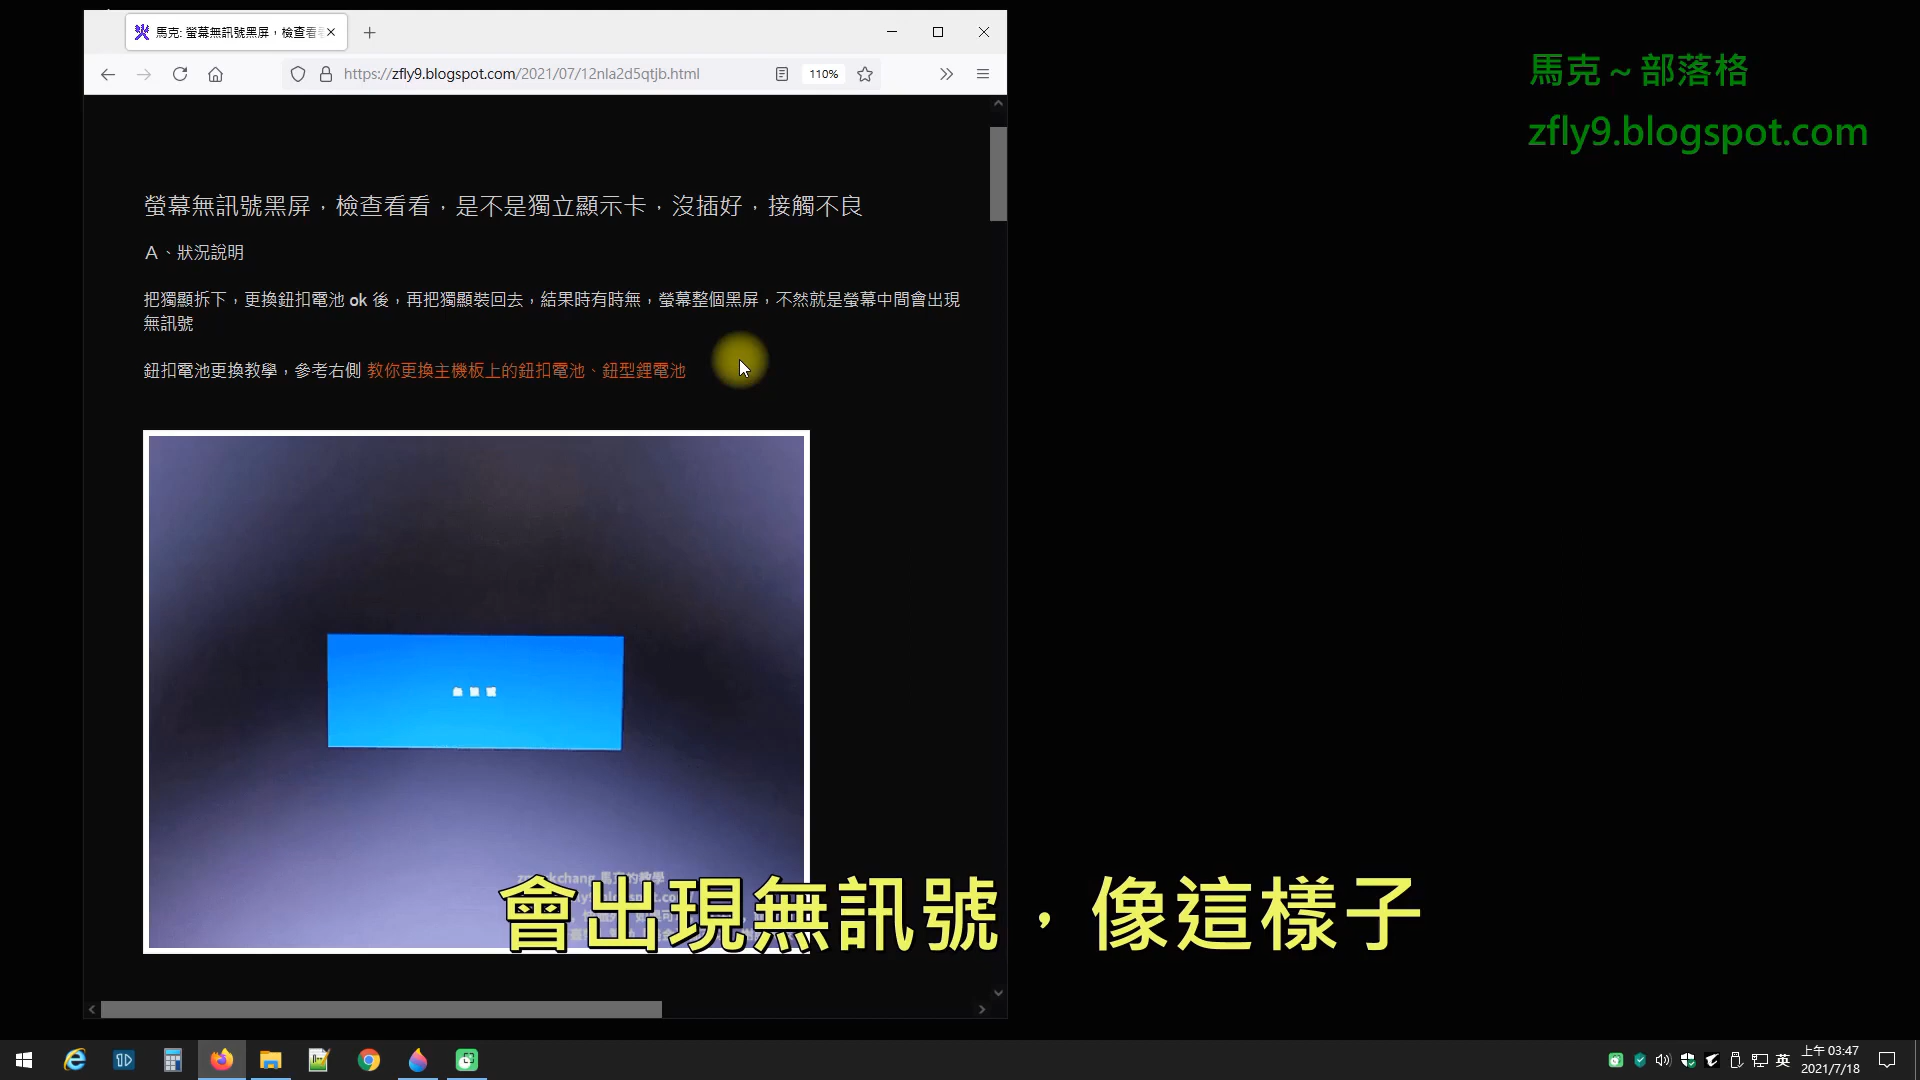 馬克: 螢幕無訊號黑屏，檢查看
https://zfly9.blogspot.com/2021/07/12nla2d5qtjb.html
110%
馬克～部落格
zfly9.blogspot.com
螢幕無訊號黑屏，檢查看看，是不是獨立顯示卡，沒插好，接觸不良
A、狀況說明
把獨顯拆下，更換鈕扣電池 ok 後，再把獨顯裝回去，結果時有時無，螢幕整個黑屏，不然就是螢幕中間會出現
無訊號
鈕扣電池更換教學，參考右側 教你更換主機板上的鈕扣電池、鈕型鋰電池
會出現無訊號，像這樣子
英
上午 03:47
2021/7/18